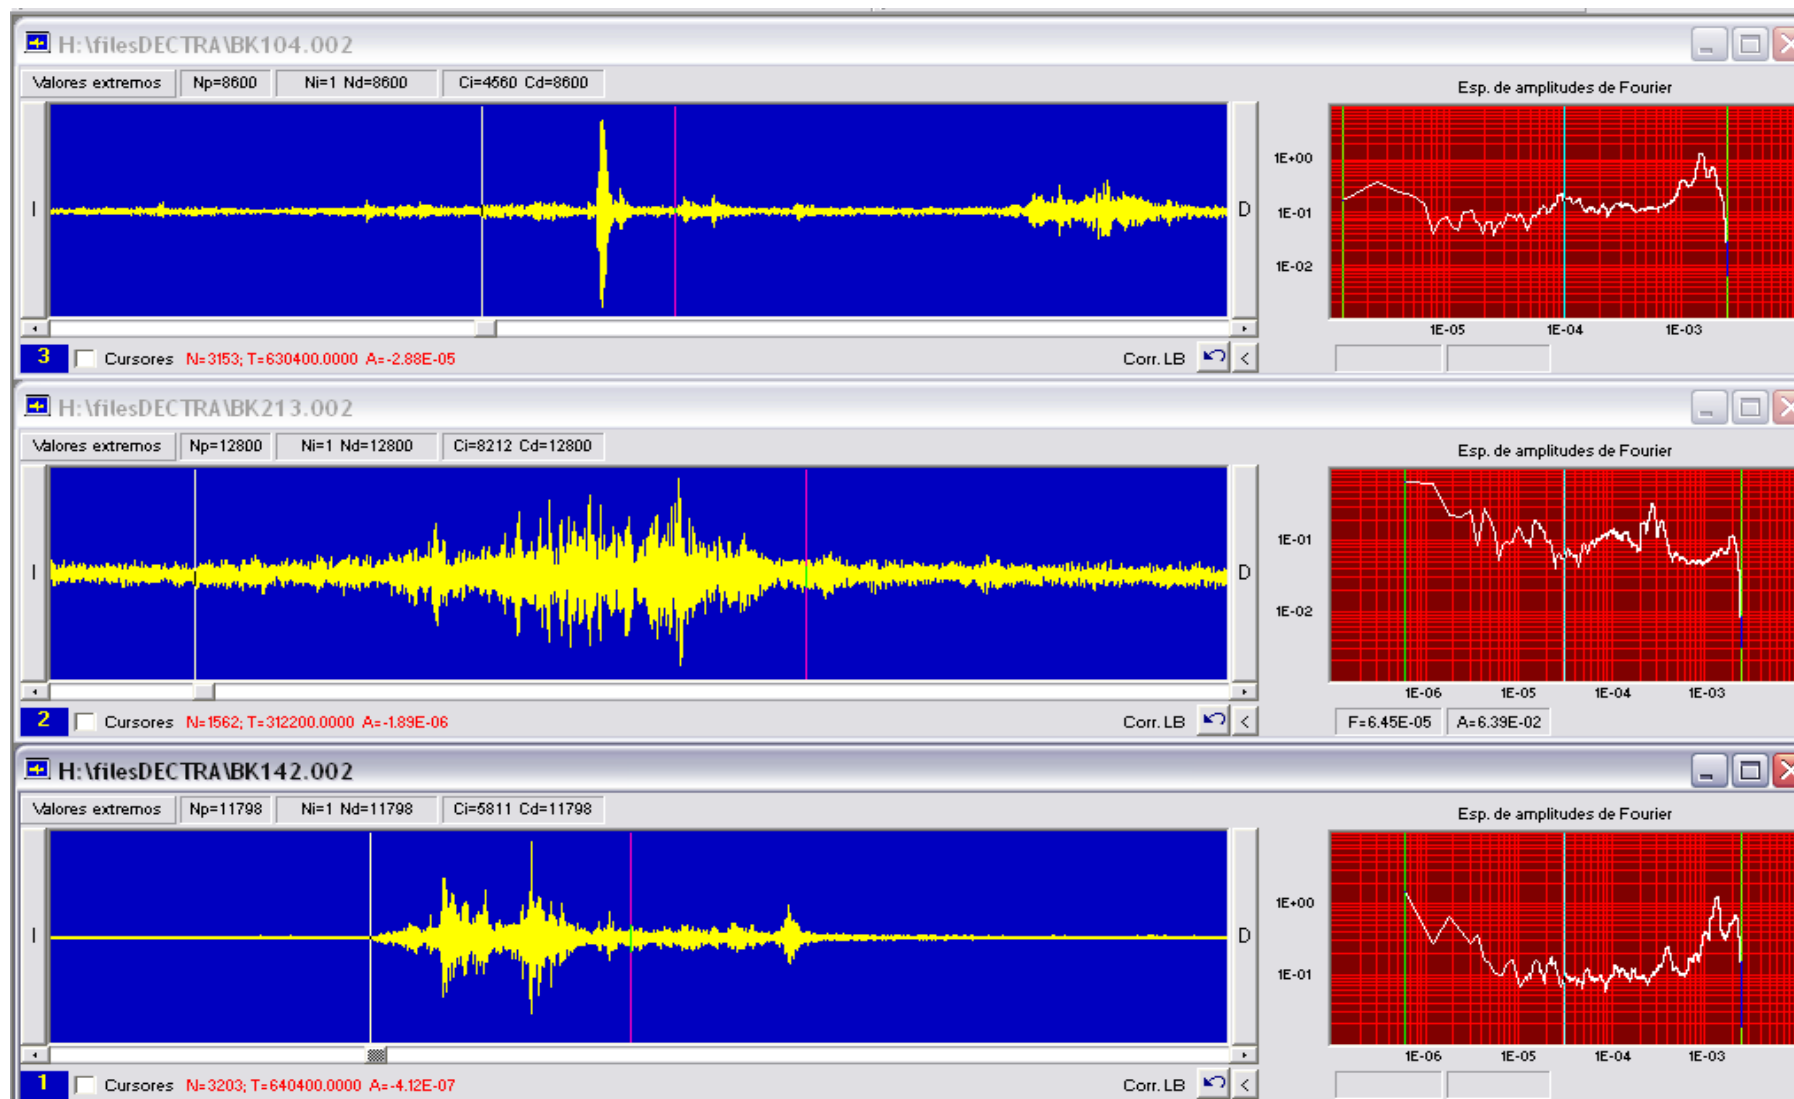 H:\filesDECTRA\BK104.002
Valores extremos Np=8600 Ni=1 Nd=8600 Ci=4560 Cd=8600
Esp. de amplitudes de Fourier
I
D
1E+00
1E-01
1E-02
1E-05 1E-04 1E-03
3 Cursores N=3153; T=630400.0000 A=-2.88E-05 Corr. LB <
H:\filesDECTRA\BK213.002
Valores extremos Np=12800 Ni=1 Nd=12800 Ci=8212 Cd=12800
Esp. de amplitudes de Fourier
I
D
1E-01
1E-02
1E-06 1E-05 1E-04 1E-03
2 Cursores N=1562; T=312200.0000 A=-1.89E-06 Corr. LB < F=6.45E-05 A=6.39E-02
H:\filesDECTRA\BK142.002
Valores extremos Np=11798 Ni=1 Nd=11798 Ci=5811 Cd=11798
Esp. de amplitudes de Fourier
I
D
1E+00
1E-01
1E-06 1E-05 1E-04 1E-03
1 Cursores N=3203; T=640400.0000 A=-4.12E-07 Corr. LB <